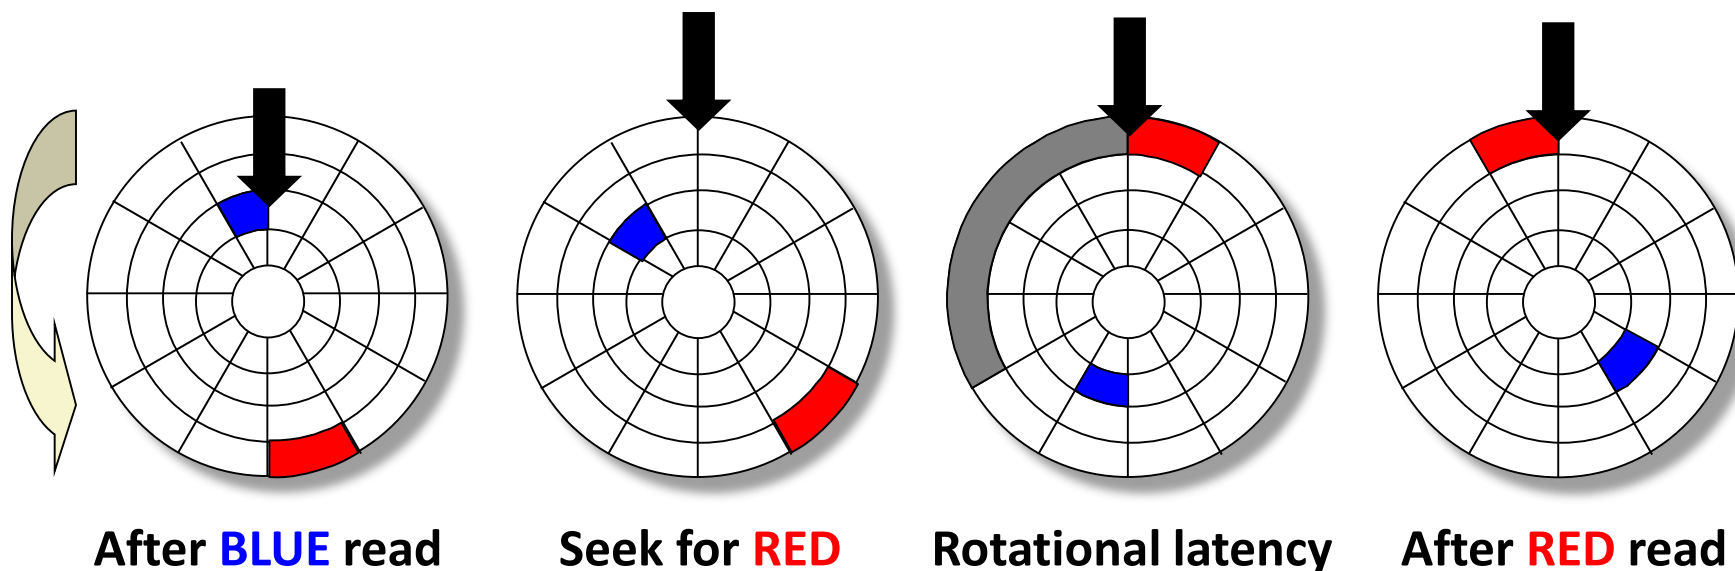 After BLUE read
Seek for RED
Rotational latency
After RED read